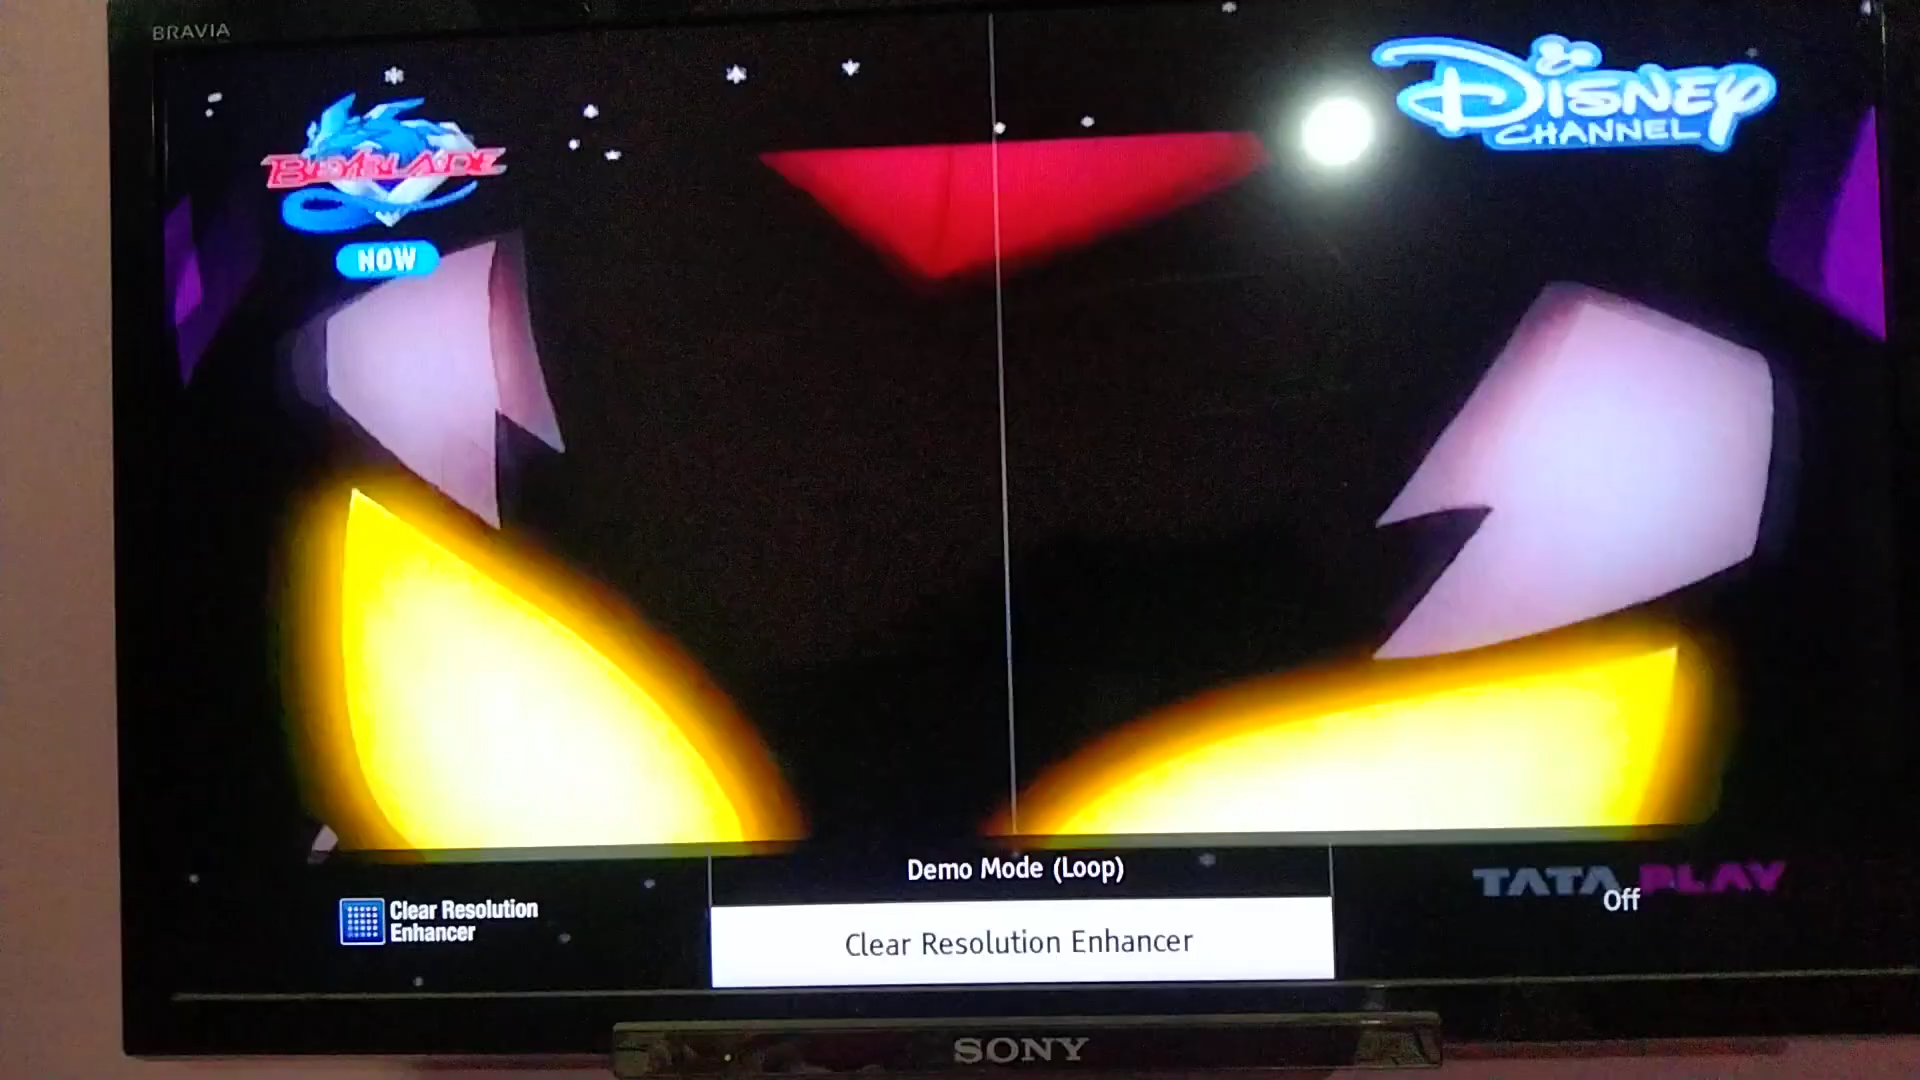 BRAVIA
BEYBLADE
NOW
DISNEY
CHANNEL
Demo Mode (Loop)
Clear Resolution
Enhancer
Clear Resolution Enhancer
TATA PLAY
Off
SONY